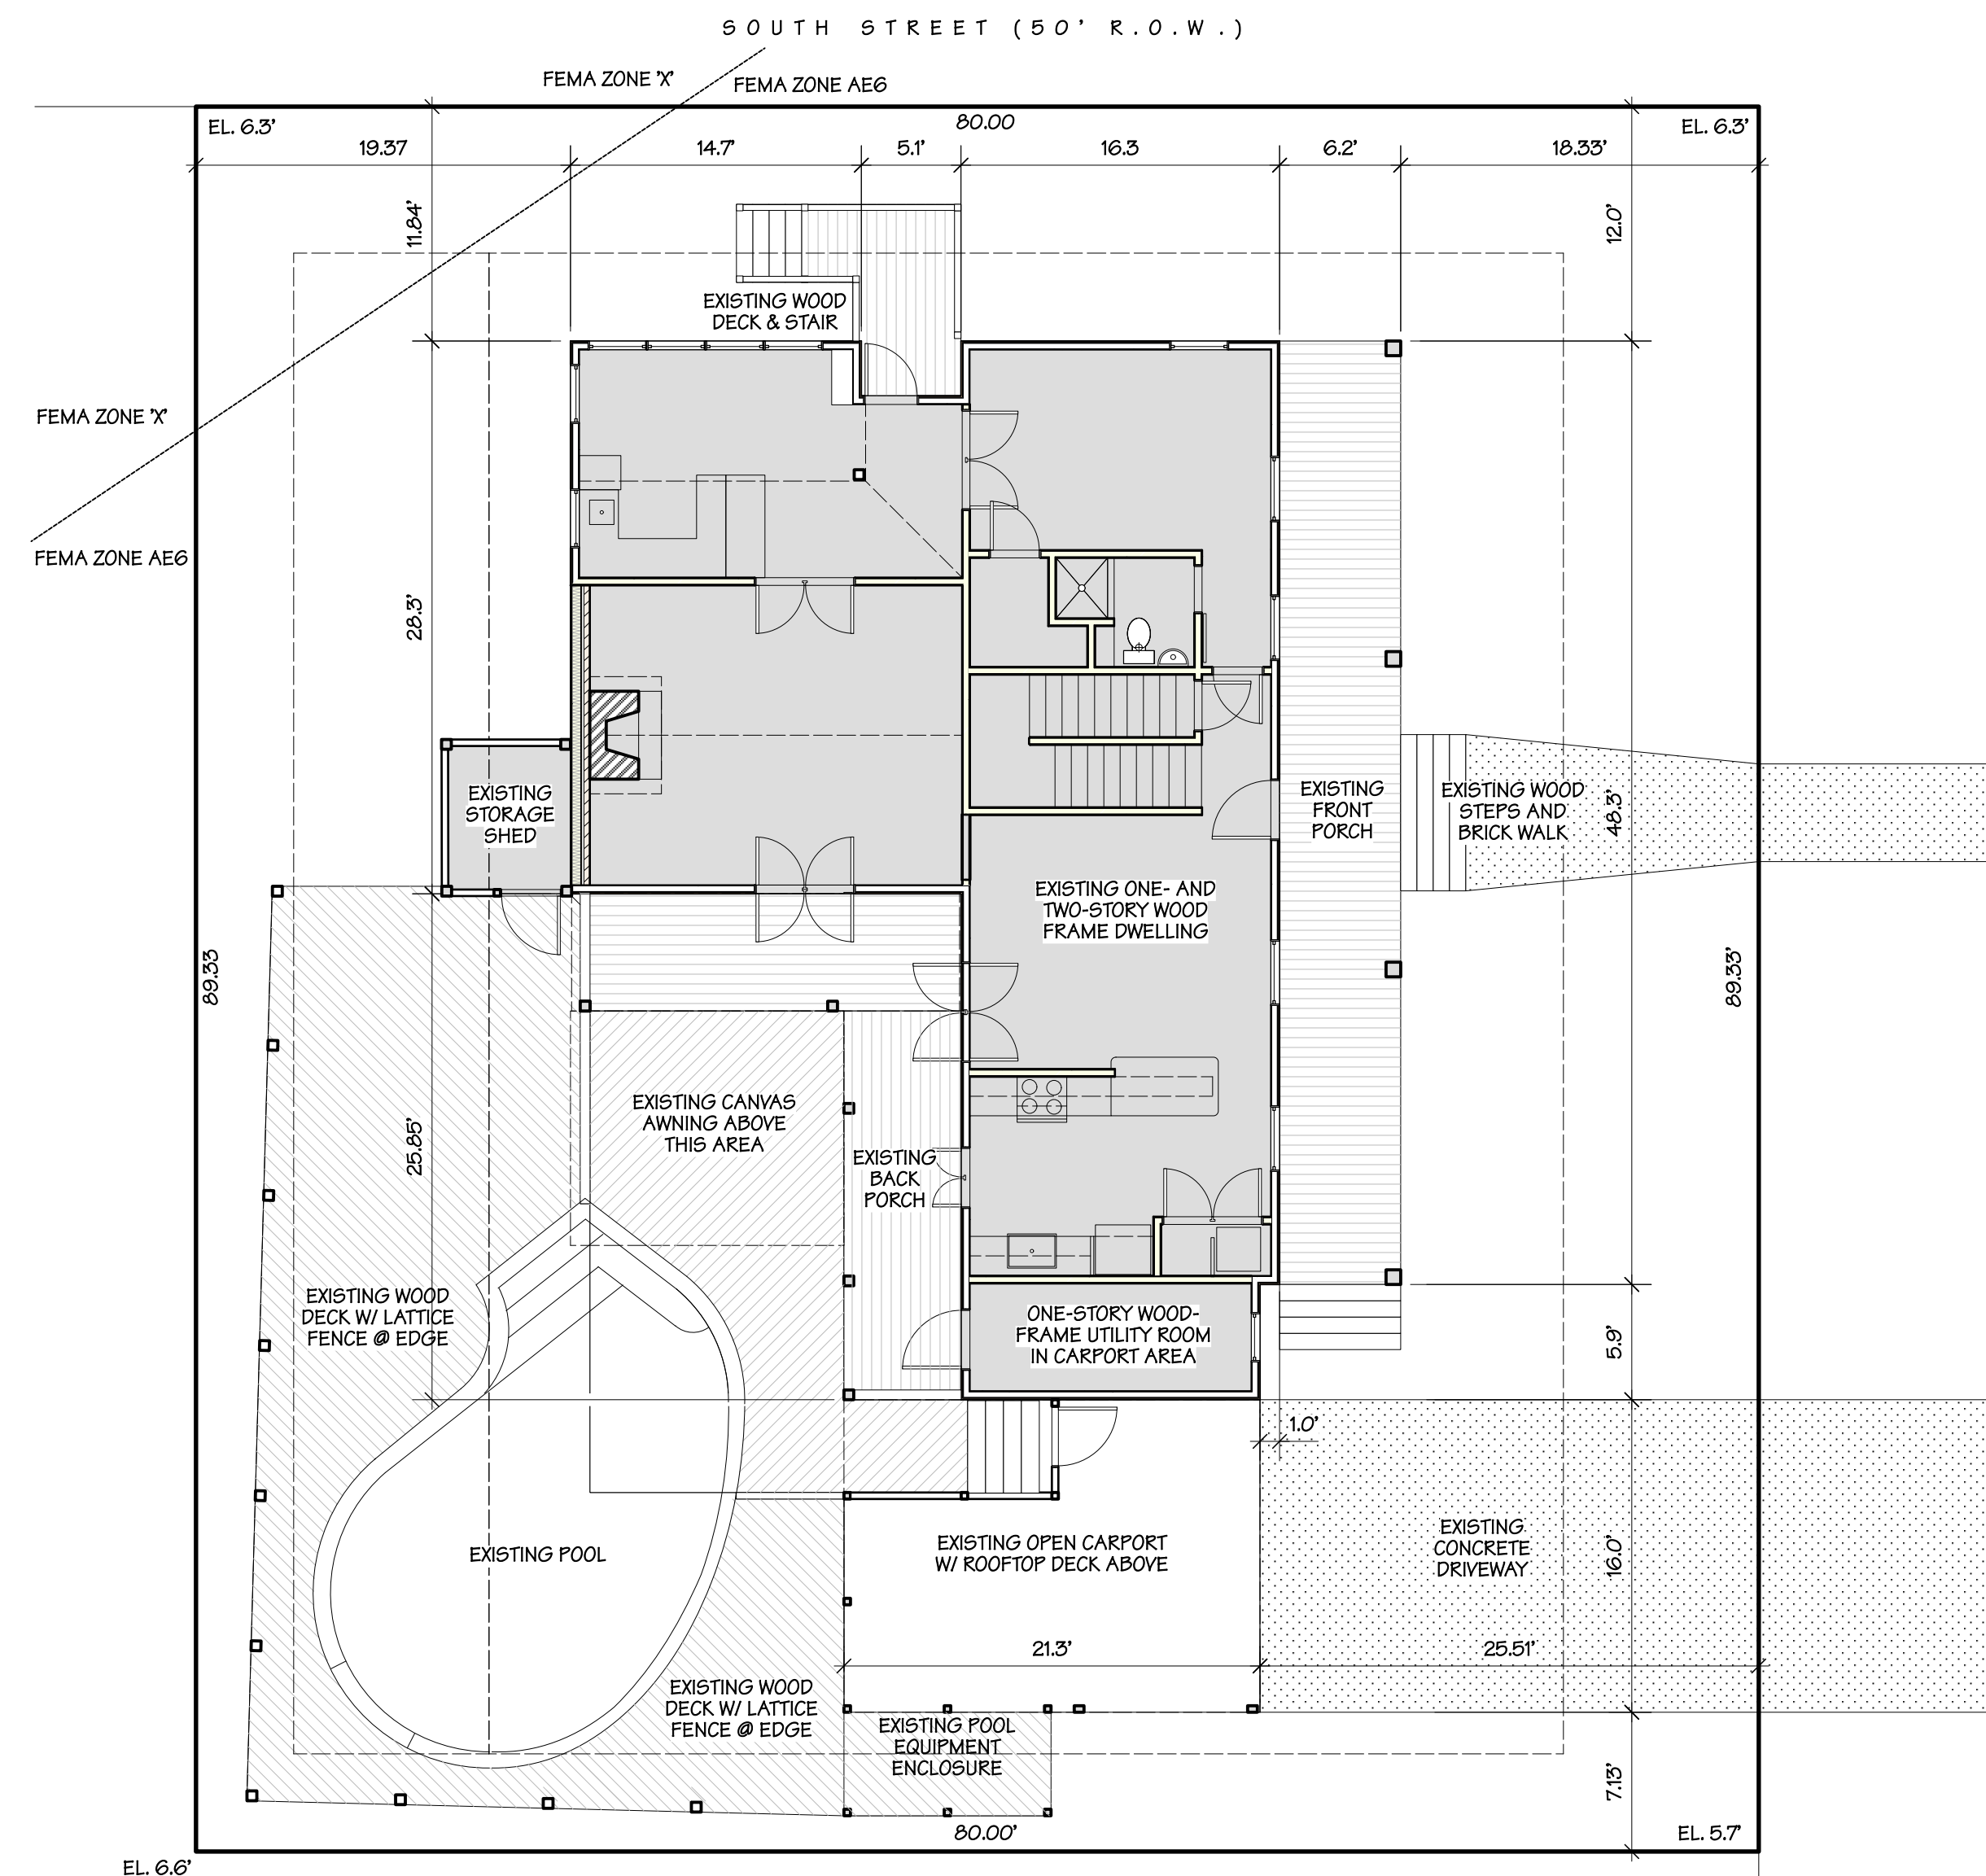 SOUTH STREET (50' R.O.W.)
FEMA ZONE 'X'
FEMA ZONE AE6
EL. 6.3'
80.00
EL. 6.3'
19.37
14.7'
5.1'
16.3
6.2'
18.33'
11.84'
12.0'
EXISTING WOOD
DECK & STAIR
FEMA ZONE 'X'
FEMA ZONE AE6
28.3'
EXISTING
STORAGE
SHED
EXISTING
FRONT
PORCH
EXISTING WOOD
STEPS AND
BRICK WALK
48.3'
EXISTING ONE- AND
TWO-STORY WOOD
FRAME DWELLING
89.33
89.33'
EXISTING CANVAS
AWNING ABOVE
THIS AREA
25.85'
EXISTING
BACK
PORCH
EXISTING WOOD
DECK W/ LATTICE
FENCE @ EDGE
ONE-STORY WOOD-
FRAME UTILITY ROOM
IN CARPORT AREA
5.9'
1.0'
EXISTING POOL
EXISTING OPEN CARPORT
W/ ROOFTOP DECK ABOVE
EXISTING
CONCRETE
DRIVEWAY
16.0'
21.3'
25.51'
EXISTING WOOD
DECK W/ LATTICE
FENCE @ EDGE
EXISTING POOL
EQUIPMENT
ENCLOSURE
7.13'
80.00'
EL. 5.7'
EL. 6.6'